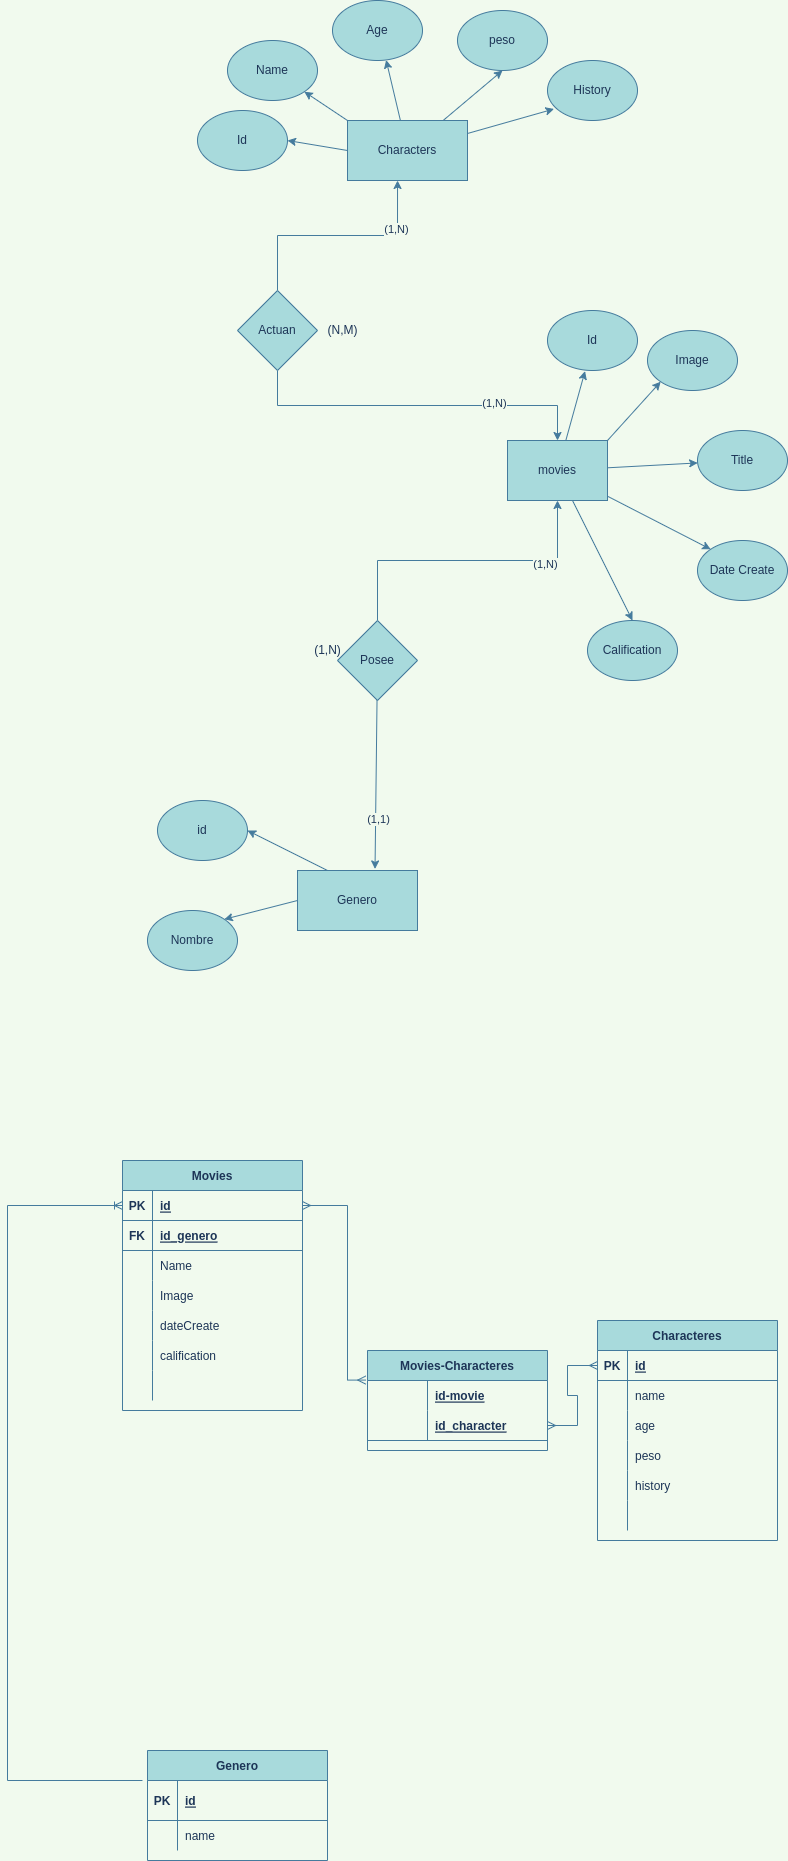 Age
peso
Name
History
Id
Characters
(1,N)
Actuan
(N,M)
Id
Image
(1,N)
Title
movies
(1,N)
Date Create
(1,N)
Posee
Calification
(1,1)
id
Genero
Nombre
Movies
PK id
FK id_genero
Name
Image
dateCreate
calification
Movies-Characteres
id-movie
id_character
Characteres
PK id
name
age
peso
history
Genero
PK id
name